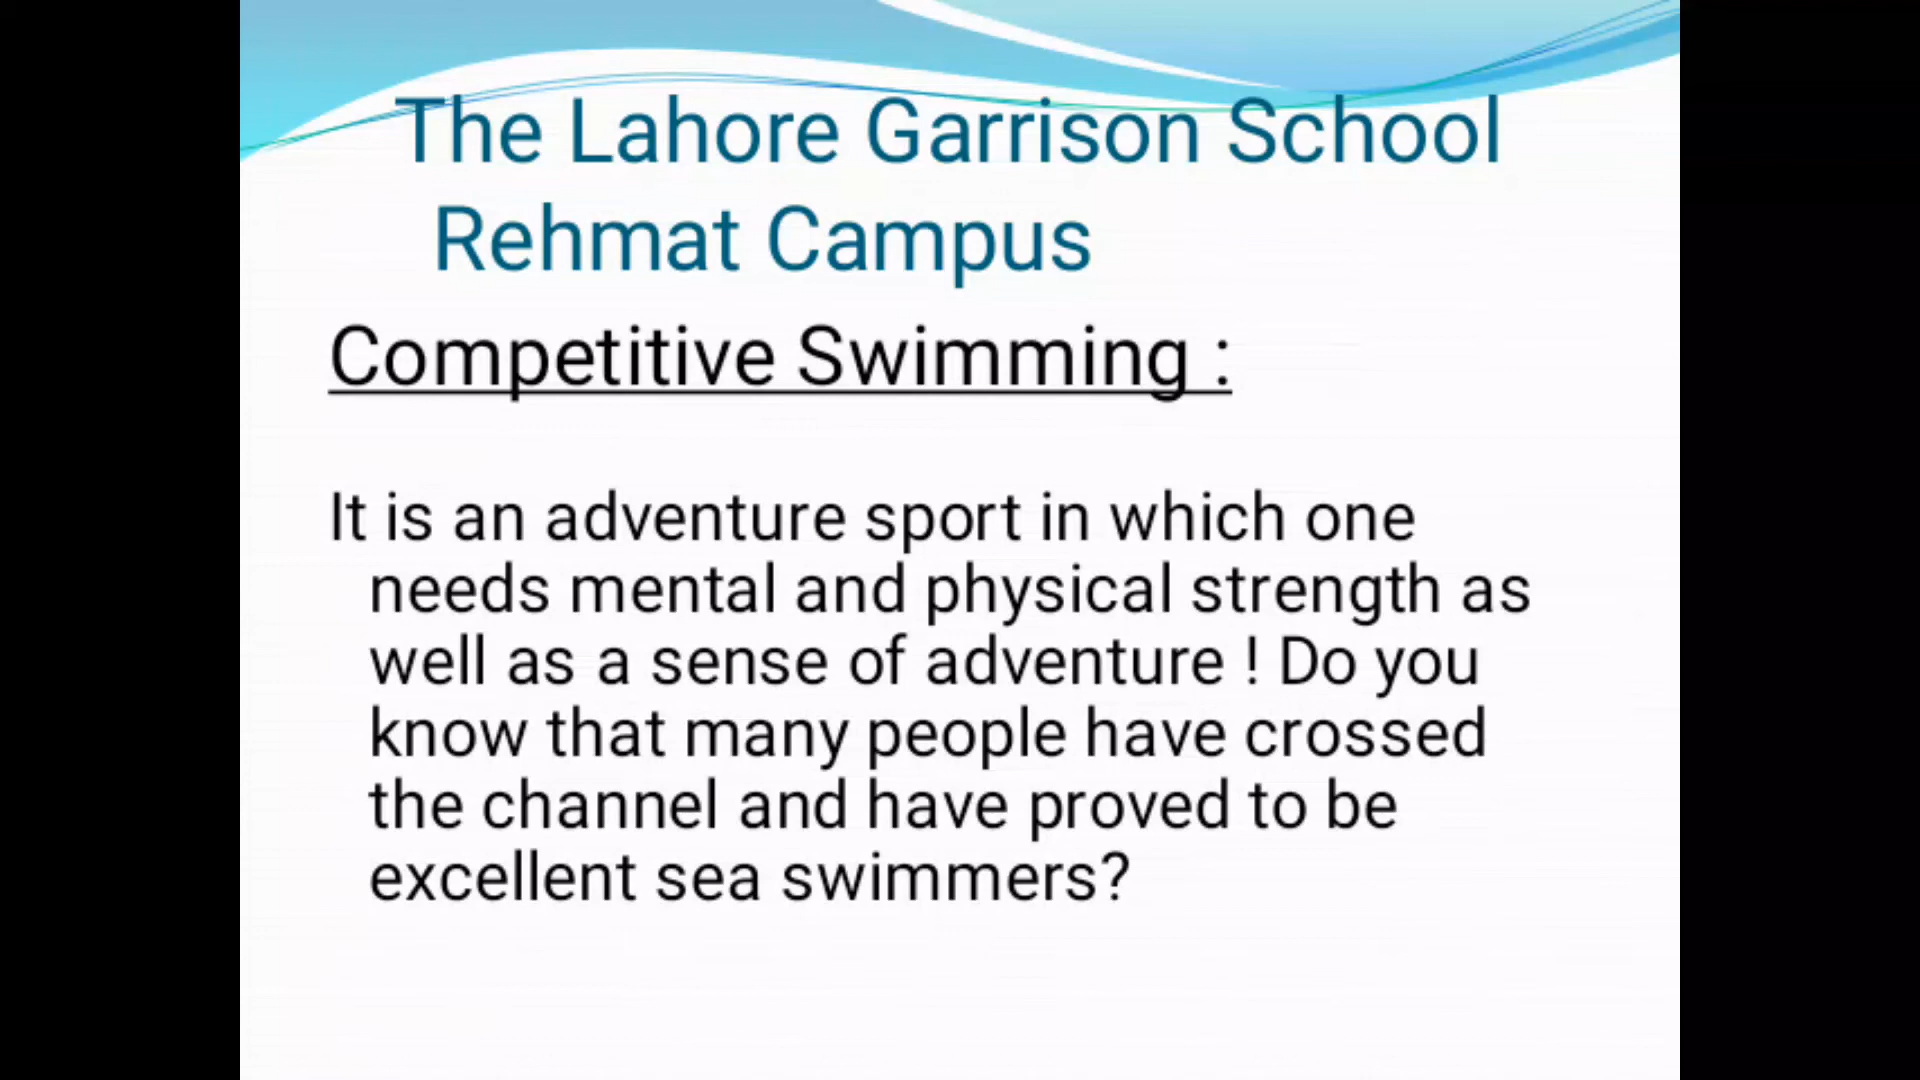 The Lahore Garrison School
Rehmat Campus
Competitive Swimming :
It is an adventure sport in which one
needs mental and physical strength as
well as a sense of adventure ! Do you
know that many people have crossed
the channel and have proved to be
excellent sea swimmers?